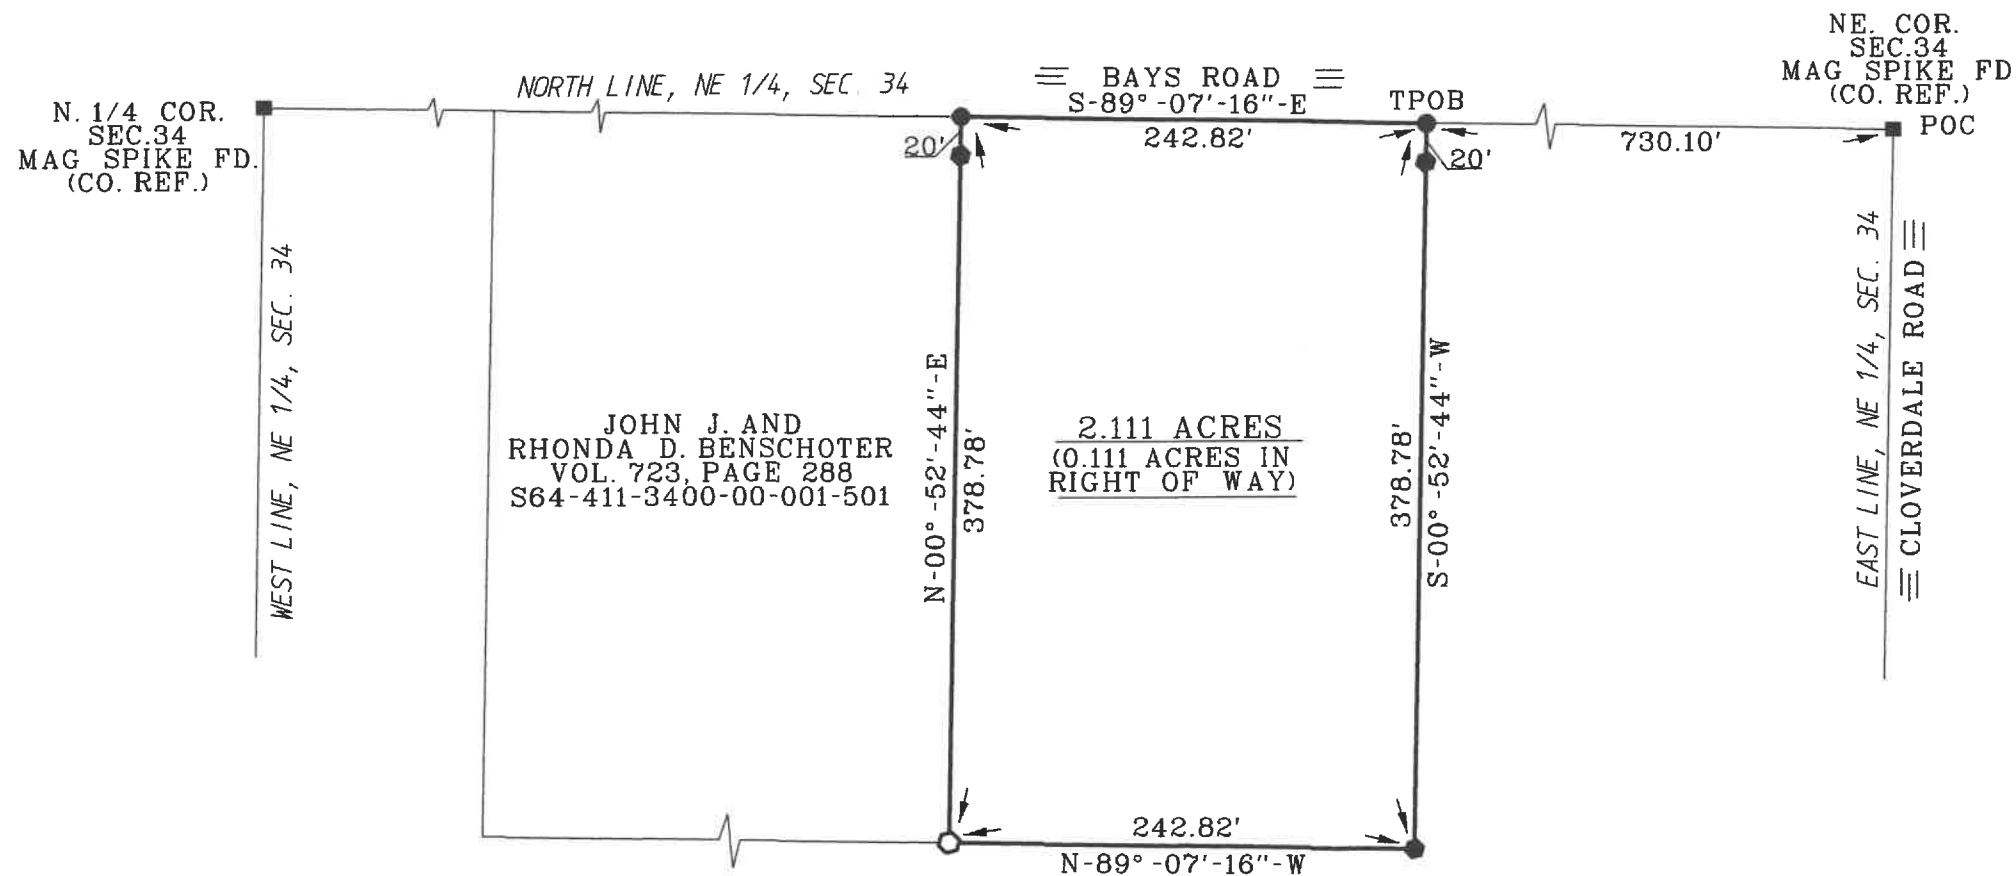 NE. COR.
SEC.34
MAG SPIKE FD
(CO. REF.)
POC
N. 1/4 COR.
SEC.34
MAG SPIKE FD.
(CO. REF.)
NORTH LINE, NE 1/4, SEC. 34
BAYS ROAD
S-89°-07'-16"-E
242.82'
TPOB
730.10'
20'
20'
WEST LINE, NE 1/4, SEC. 34
JOHN J. AND
RHONDA D. BENSCHOTER
VOL. 723, PAGE 288
S64-411-3400-00-001-501
N-00°-52'-44"-E
378.78'
2.111 ACRES
(0.111 ACRES IN
RIGHT OF WAY)
378.78'
S-00°-52'-44"-W
EAST LINE, NE 1/4, SEC. 34
CLOVERDALE ROAD
242.82'
N-89°-07'-16"-W